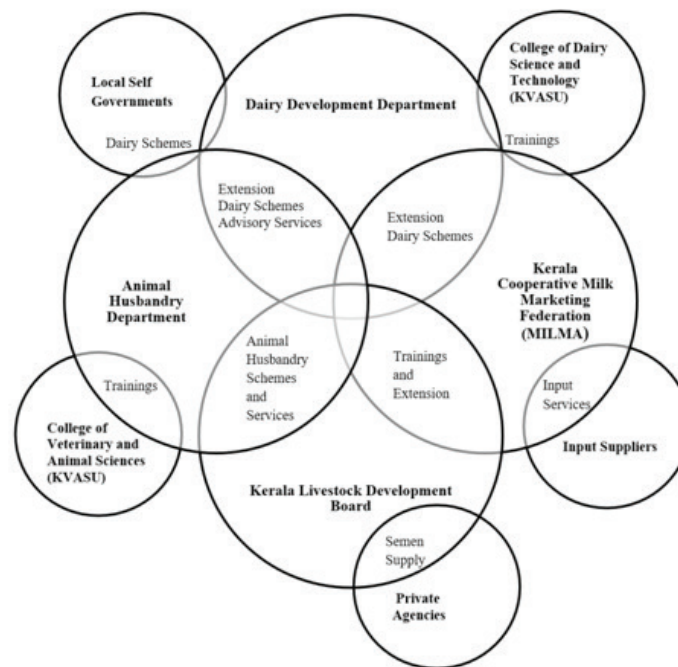 Local Self
Governments
Dairy Schemes
Dairy Development Department
College of Dairy
Science and
Technology
(KVASU)
Trainings
Extension
Dairy Schemes
Advisory Services
Extension
Dairy Schemes
Animal
Husbandry
Department
Kerala
Cooperative Milk
Marketing
Federation
(MILMA)
Animal
Husbandry
Schemes
and
Services
Trainings
and
Extension
Trainings
College of
Veterinary and
Animal Sciences
(KVASU)
Input
Services
Input Suppliers
Kerala Livestock Development
Board
Semen
Supply
Private
Agencies